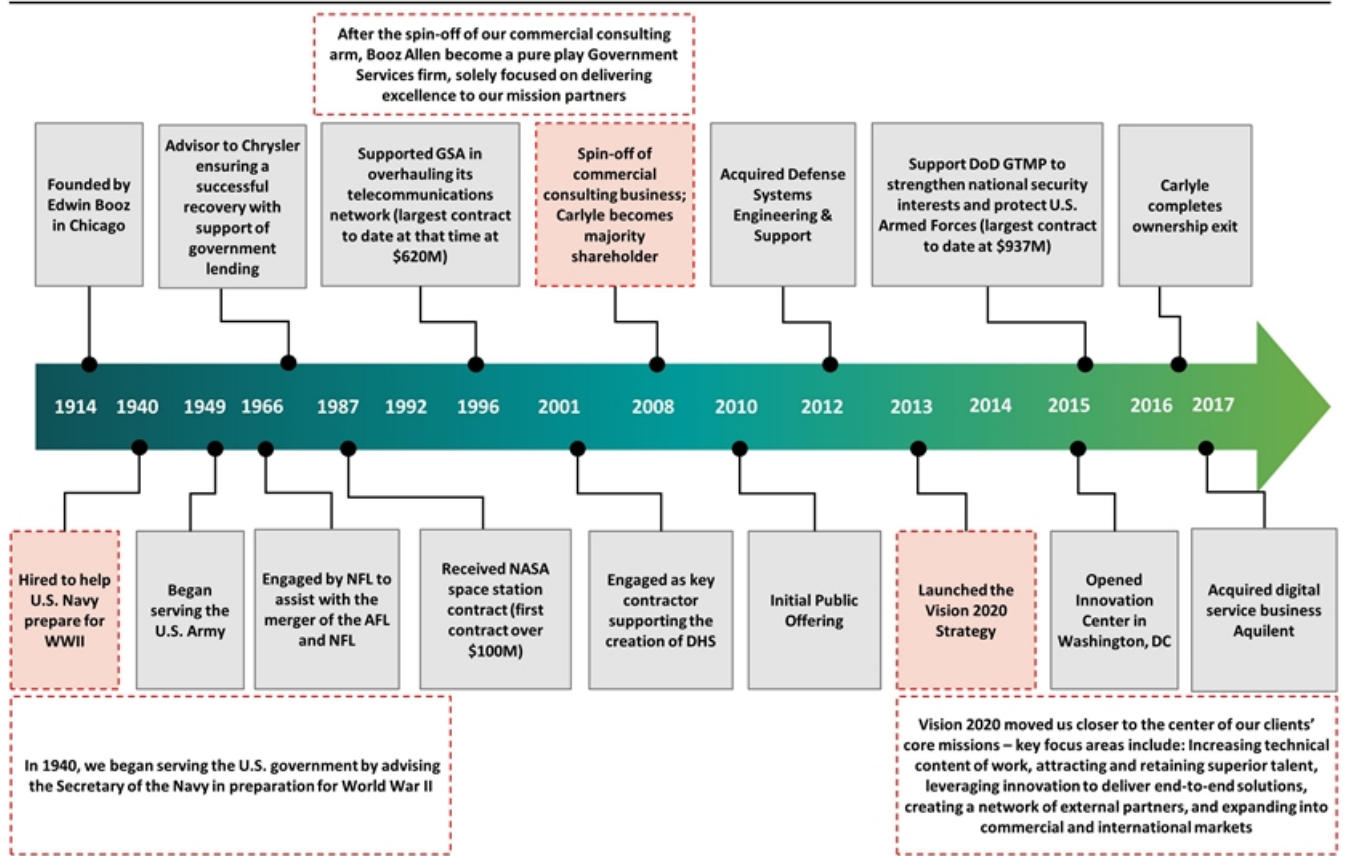 After the spin-off of our commercial consulting
arm, Booz Allen become a pure play Government
Services firm, solely focused on delivering
excellence to our mission partners
Founded by
Edwin Booz
in Chicago
Advisor to Chrysler
ensuring a
successful
recovery with
support of
government
lending
Supported GSA in
overhauling its
telecommunications
network (largest contract
to date at that time at
$620M)
Spin-off of
commercial
consulting business;
Carlyle becomes
majority
shareholder
Acquired Defense
Systems
Engineering &
Support
Support DoD GTMP to
strengthen national security
interests and protect U.S.
Armed Forces (largest contract
to date at $937M)
Carlyle
completes
ownership exit
1914 1940 1949 1966 1987 1992 1996 2001 2008 2010 2012 2013 2014 2015 2016 2017
Hired to help
U.S. Navy
prepare for
WWII
Began
serving the
U.S. Army
Engaged by NFL to
assist with the
merger of the AFL
and NFL
Received NASA
space station
contract (first
contract over
$100M)
Engaged as key
contractor
supporting the
creation of DHS
Initial Public
Offering
Launched the
Vision 2020
Strategy
Opened
Innovation
Center in
Washington, DC
Acquired digital
service business
Aquilent
In 1940, we began serving the U.S. government by advising
the Secretary of the Navy in preparation for World War II
Vision 2020 moved us closer to the center of our clients'
core missions – key focus areas include: Increasing technical
content of work, attracting and retaining superior talent,
leveraging innovation to deliver end-to-end solutions,
creating a network of external partners, and expanding into
commercial and international markets